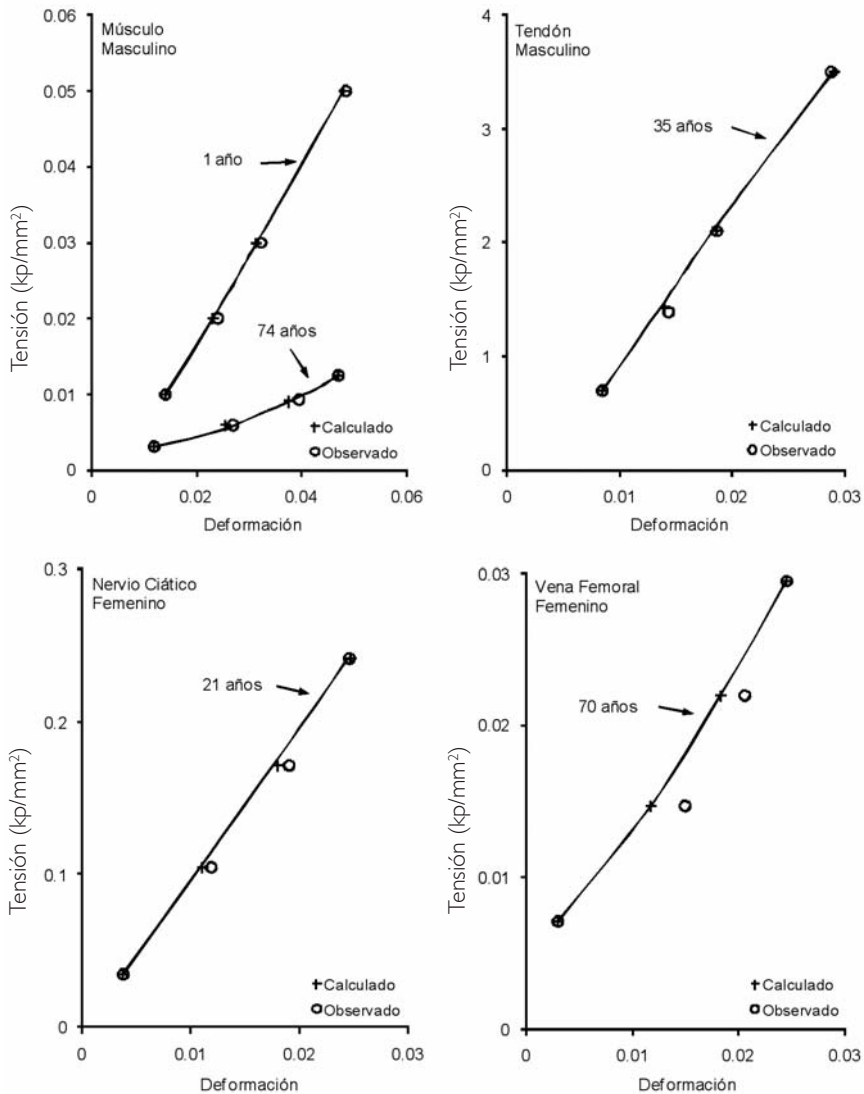 Músculo
Masculino
1 año
74 años
Calculado
Observado
Tensión (kp/mm²)
0.06
0.05
0.04
0.03
0.02
0.01
0
0
0.02
0.04
0.06
Deformación
Tendón
Masculino
35 años
Calculado
Observado
Tensión (kp/mm²)
4
3
2
1
0
0
0.01
0.02
0.03
Deformación
Nervio Ciático
Femenino
21 años
Calculado
Observado
Tensión (kp/mm²)
0.3
0.2
0.1
0
0
0.01
0.02
0.03
Deformación
Vena Femoral
Femenino
70 años
Calculado
Observado
Tensión (kp/mm²)
0.03
0.02
0.01
0
0
0.01
0.02
0.03
Deformación